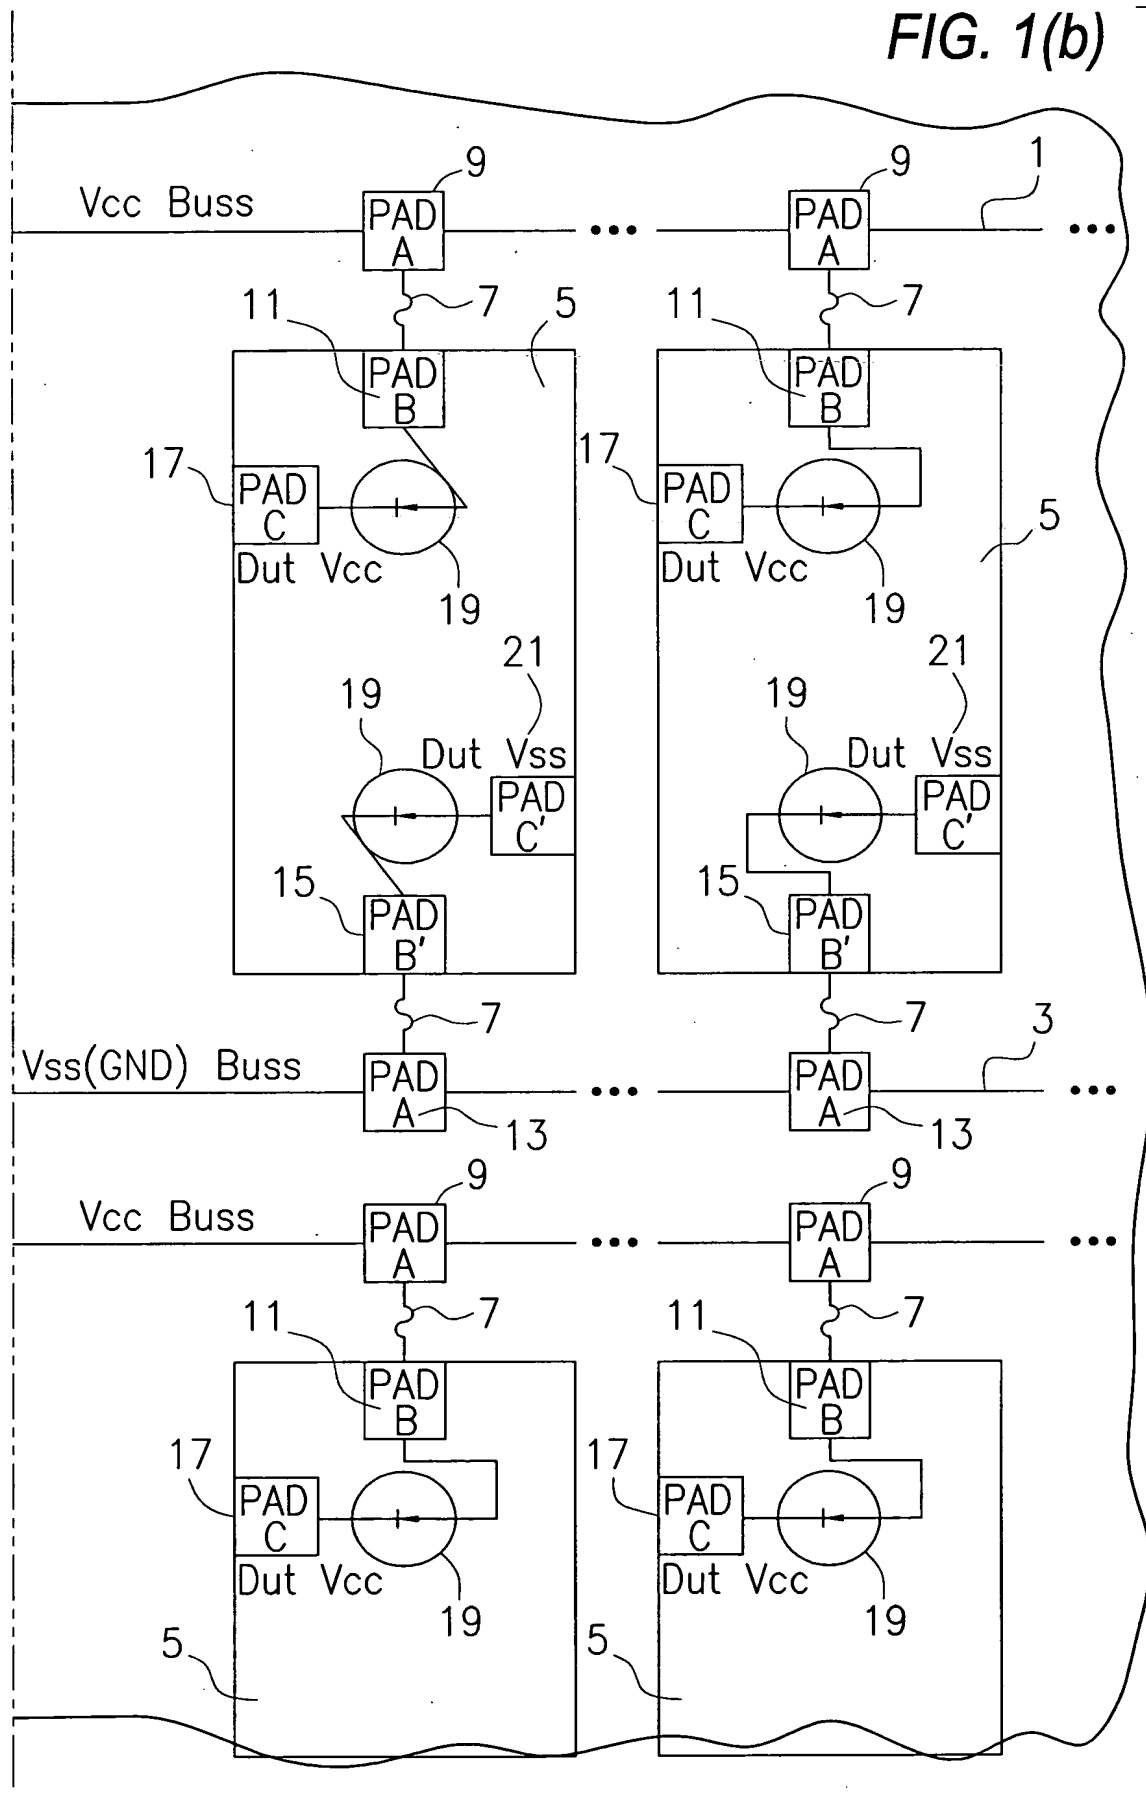 FIG. 1(b)
9 9 1
Vcc Buss
PAD A
...
PAD A
...
11 7 5 11 7
PAD B
PAD B
17
PAD C
17
PAD C
5
Dut Vcc
Dut Vcc
19 19
21 21
19 19
Dut Vss
Dut Vss
PAD C'
PAD C'
15 15
PAD B'
PAD B'
7 7 3
Vss(GND) Buss
PAD A
...
PAD A
...
13 13
9 9
Vcc Buss
PAD A
...
PAD A
...
11 7 11 7
PAD B
PAD B
17
PAD C
17
PAD C
Dut Vcc
Dut Vcc
19 19
5 5